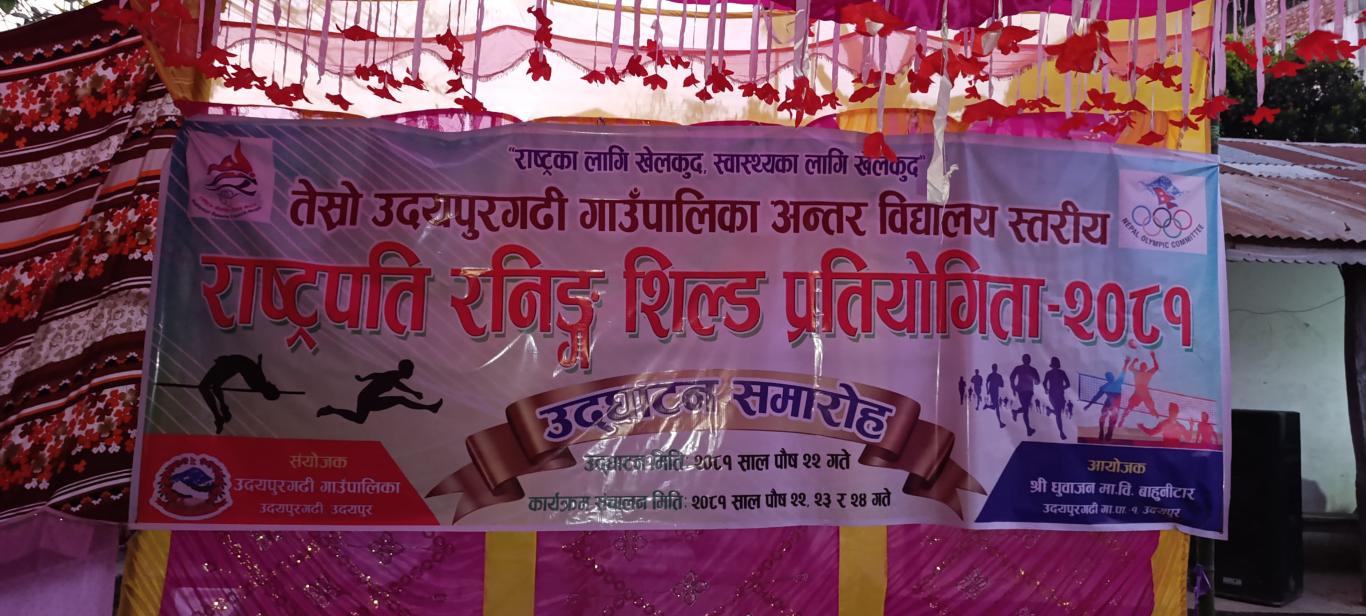 "राष्ट्रका लागि खेलकुद, स्वास्थ्यका लागि खेलकुद"
तेस्रो उदयपुरगढी गाउँपालिका अन्तर विद्यालय स्तरीय
NEPAL OLYMPIC COMMITTEE
राष्ट्रपति रनिङ्ग शिल्ड प्रतियोगिता-२०८१
उद्घाटन समारोह
उद्घाटन मिति: २०८१ साल पौष २२ गते
कार्यक्रम संचालन मिति: २०८१ साल पौष २२, २३ र २४ गते
संयोजक
उदयपुरगढी गाउँपालिका
उदयपुरगढी, उदयपुर
आयोजक
श्री धुवाजन मा.वि. बाहुनीटार
उदयपुरगढी गा.पा. १ उदयपुर